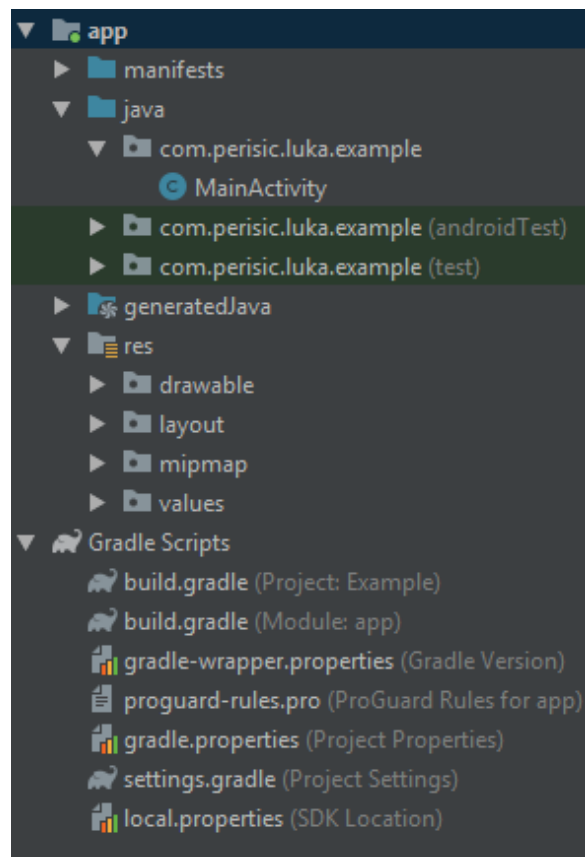 app
manifests
java
com.perisic.luka.example
C MainActivity
com.perisic.luka.example (androidTest)
com.perisic.luka.example (test)
generatedJava
res
drawable
layout
mipmap
values
Gradle Scripts
build.gradle (Project: Example)
build.gradle (Module: app)
gradle-wrapper.properties (Gradle Version)
proguard-rules.pro (ProGuard Rules for app)
gradle.properties (Project Properties)
settings.gradle (Project Settings)
local.properties (SDK Location)